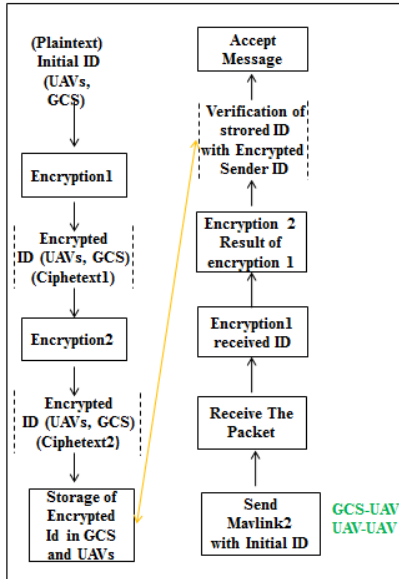 (Plaintext)
Initial ID
(UAVs,
GCS)
Encryption1
Encrypted
ID (UAVs, GCS)
(Ciphetext1)
Encryption2
Encrypted
ID (UAVs, GCS)
(Ciphetext2)
Storage of
Encrypted
Id in GCS
and UAVs
Accept
Message
Verification of
strored ID
with Encrypted
Sender ID
Encryption 2
Result of
encryption 1
Encryption1
received ID
Receive The
Packet
Send
Mavlink2
with Initial ID
GCS-UAV
UAV-UAV